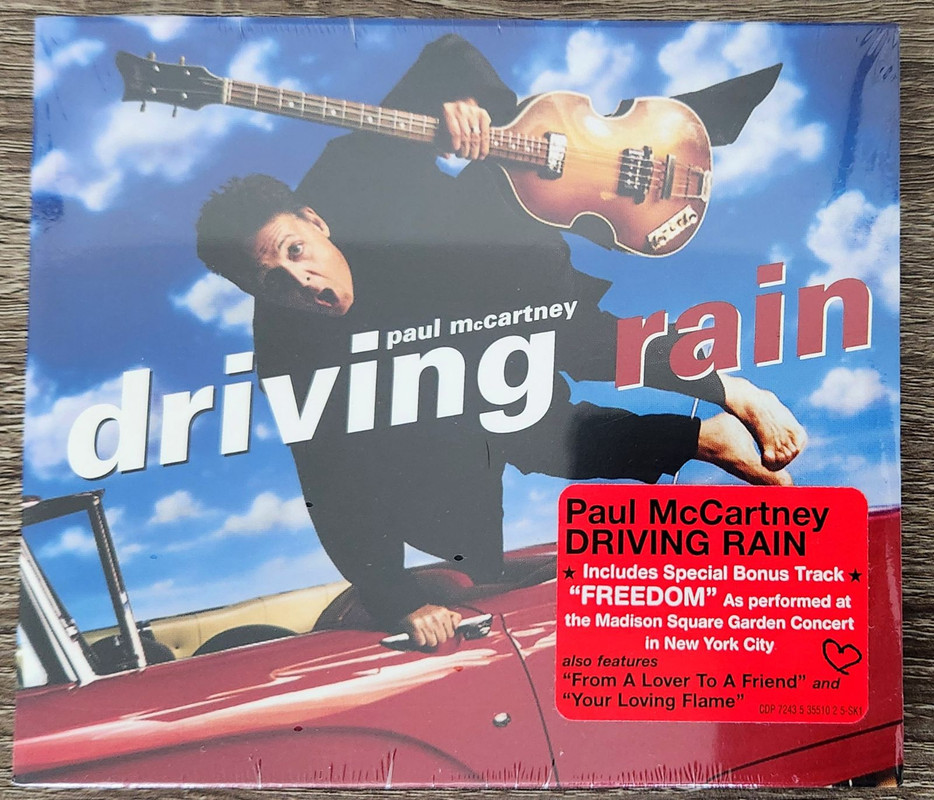 paul mccartney
driving rain
Paul McCartney
DRIVING RAIN
★ Includes Special Bonus Track ★
“FREEDOM” As performed at
the Madison Square Garden Concert
in New York City
also features
“From A Lover To A Friend” and
“Your Loving Flame”
CDP 7243 5 35510 2 5-SK1